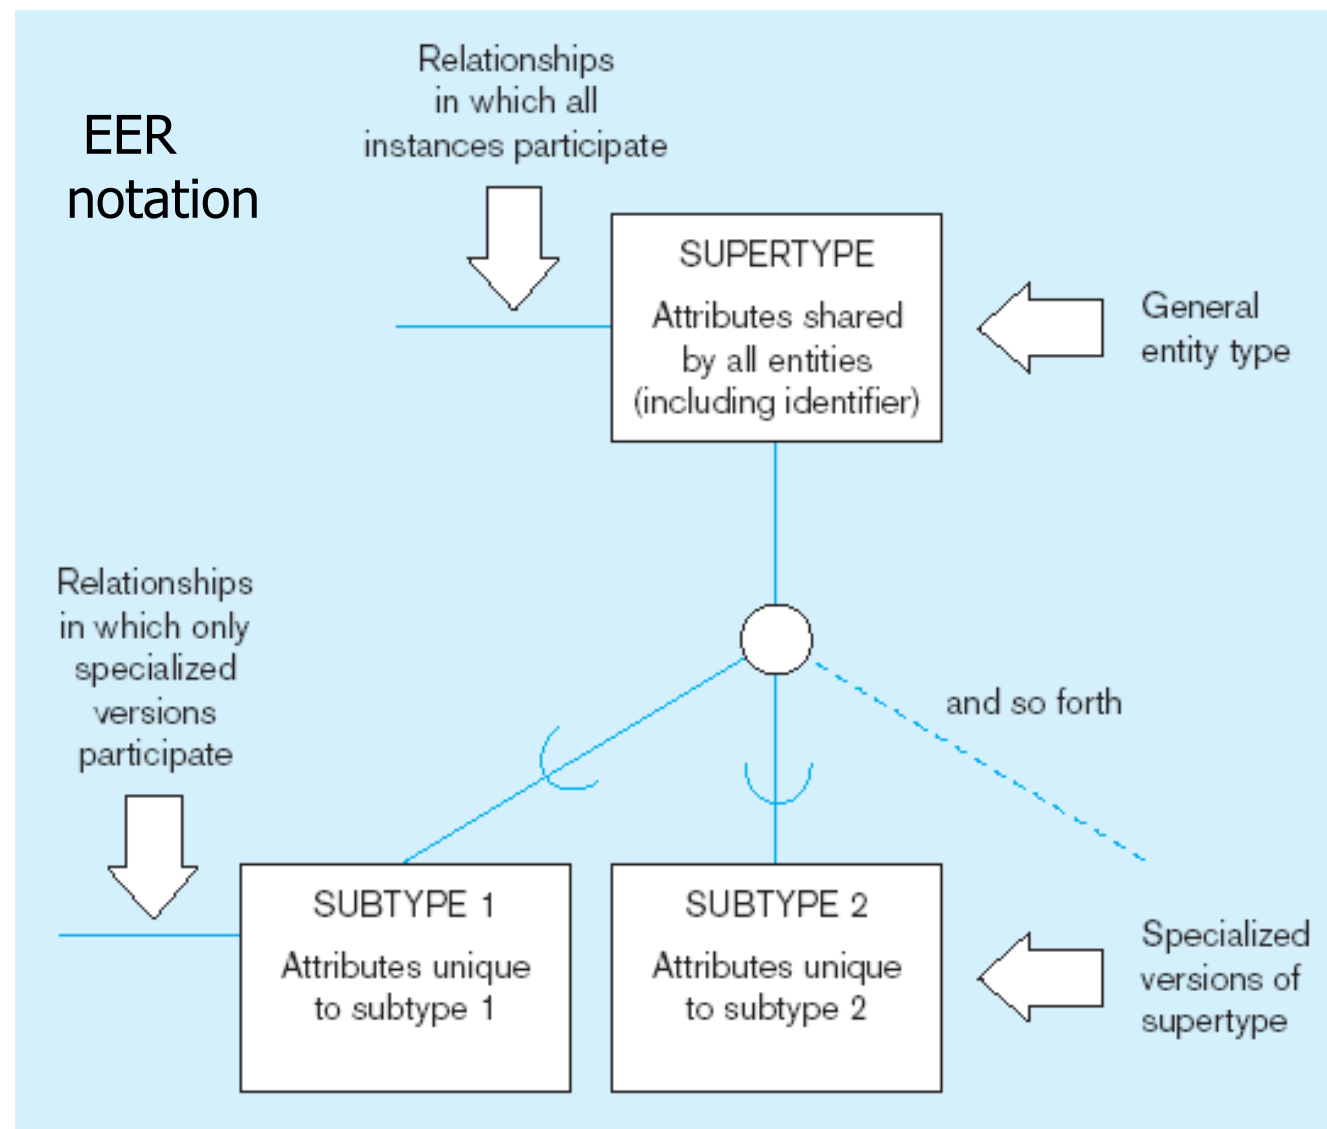 EER
notation
Relationships
in which all
instances participate
SUPERTYPE
Attributes shared
by all entities
(including identifier)
General
entity type
Relationships
in which only
specialized
versions
participate
and so forth
SUBTYPE 1
Attributes unique
to subtype 1
SUBTYPE 2
Attributes unique
to subtype 2
Specialized
versions of
supertype